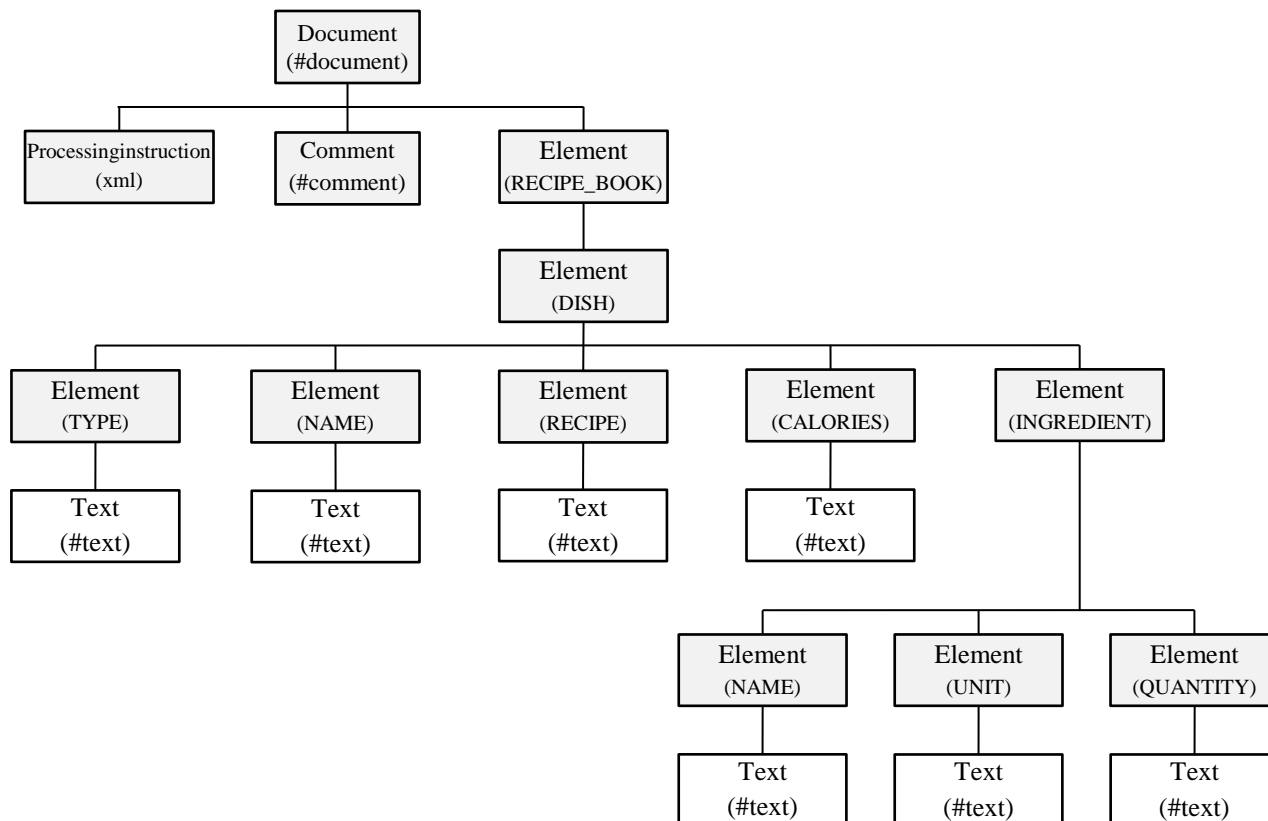 Document
(#document)
Processinginstruction
(xml)
Comment
(#comment)
Element
(RECIPE_BOOK)
Element
(DISH)
Element
(TYPE)
Element
(NAME)
Element
(RECIPE)
Element
(CALORIES)
Element
(INGREDIENT)
Text
(#text)
Text
(#text)
Text
(#text)
Text
(#text)
Element
(NAME)
Element
(UNIT)
Element
(QUANTITY)
Text
(#text)
Text
(#text)
Text
(#text)